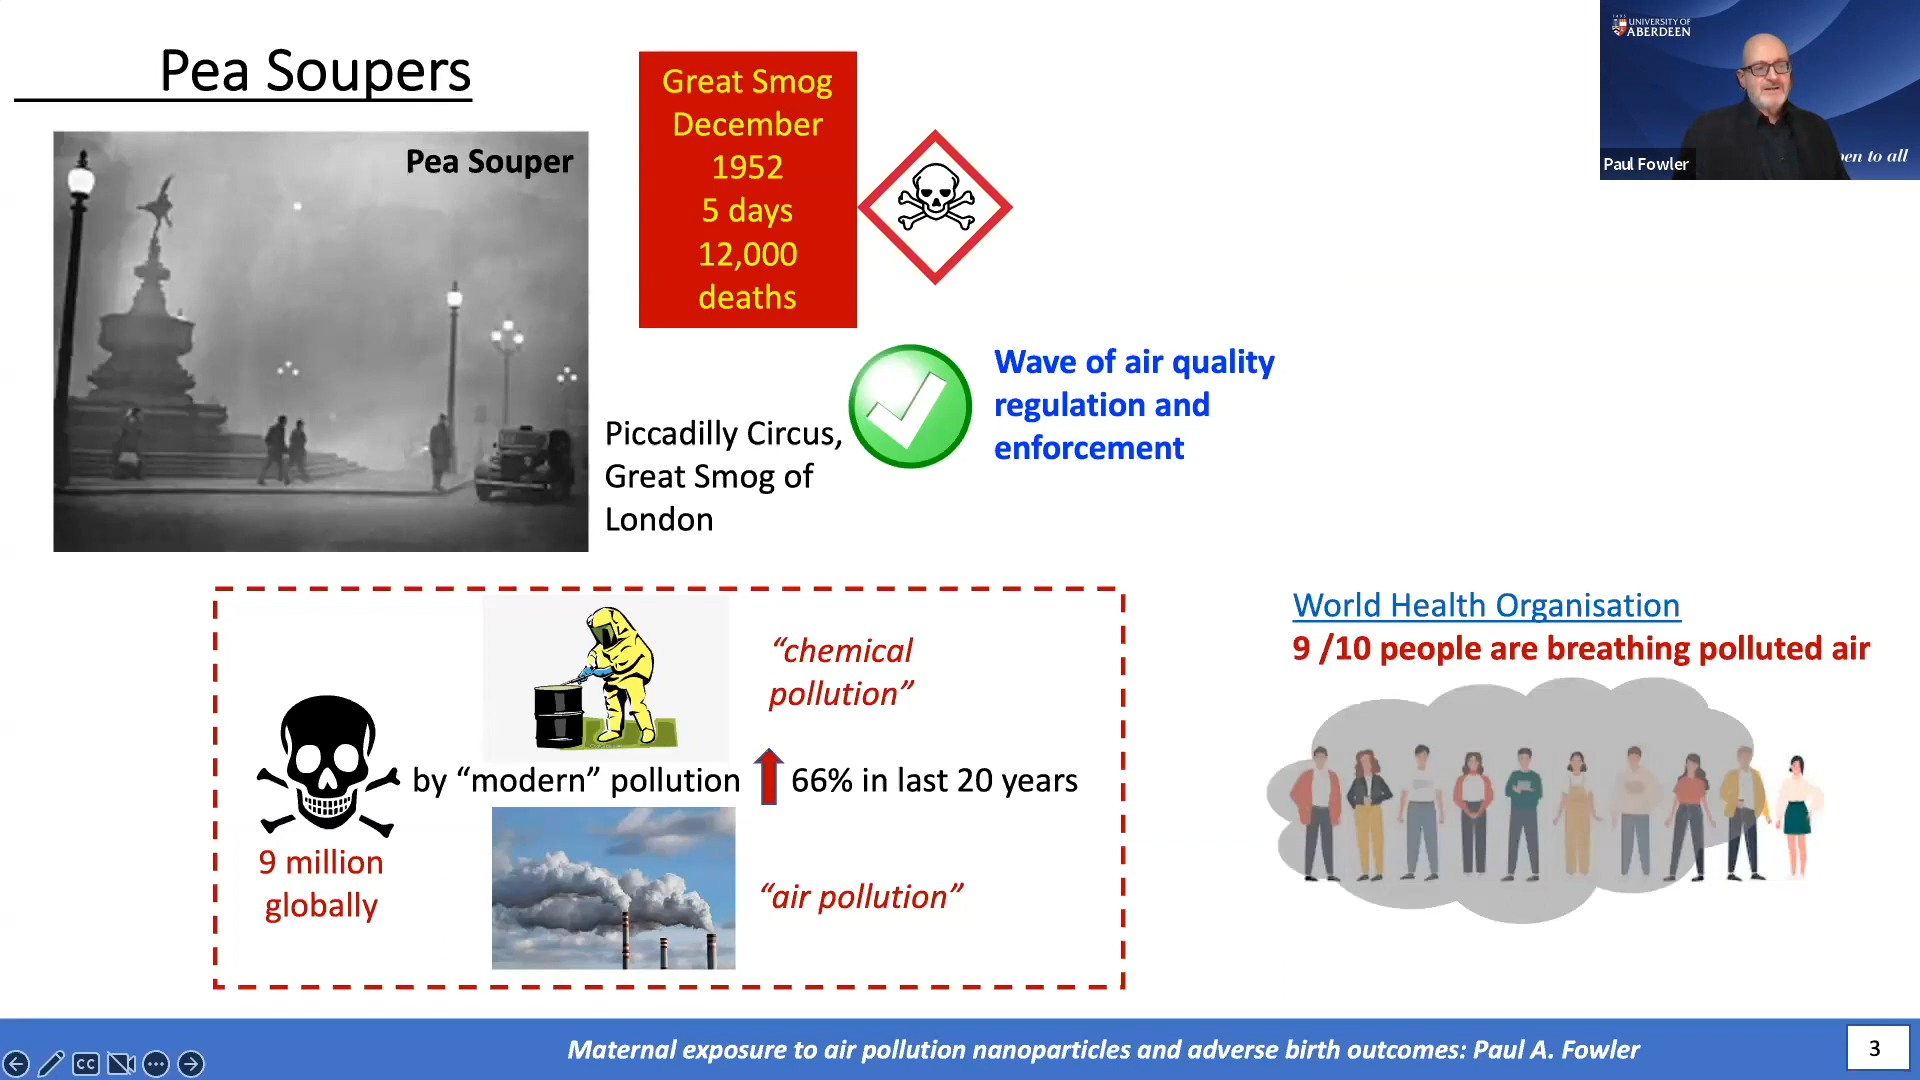 Pea Soupers
Pea Souper
Great Smog
December
1952
5 days
12,000
deaths
Piccadilly Circus,
Great Smog of
London
Wave of air quality
regulation and
enforcement
UNIVERSITY OF
ABERDEEN
en to all
Paul Fowler
"chemical
pollution"
by "modern" pollution
66% in last 20 years
9 million
globally
"air pollution"
World Health Organisation
9 /10 people are breathing polluted air
Maternal exposure to air pollution nanoparticles and adverse birth outcomes: Paul A. Fowler
3
CC